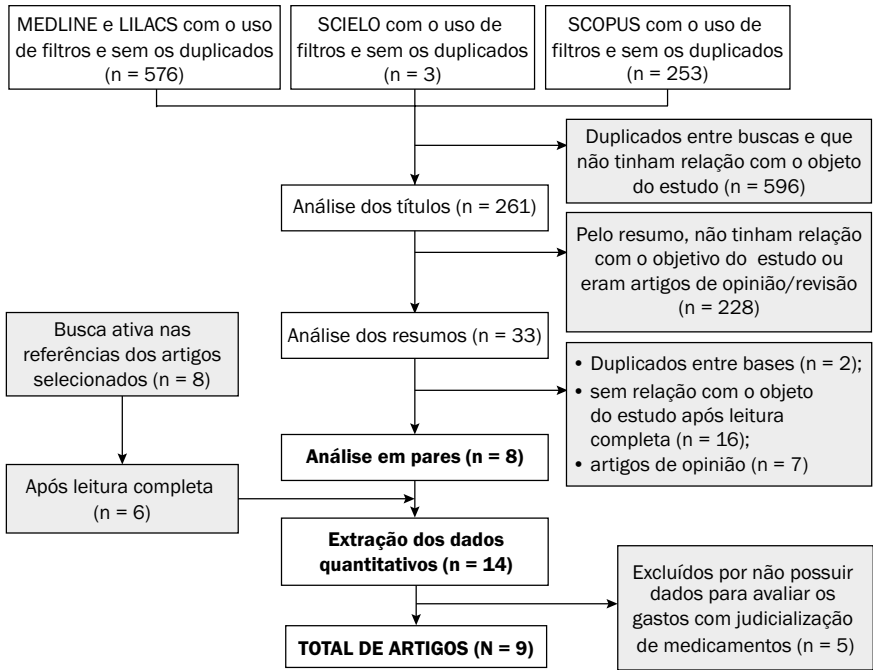 MEDLINE e LILACS com o uso
de filtros e sem os duplicados
(n = 576)
SCIELO com o uso de
filtros e sem os duplicados
(n = 3)
SCOPUS com o uso de
filtros e sem os duplicados
(n = 253)
Duplicados entre buscas e que
não tinham relação com o objeto
do estudo (n = 596)
Análise dos títulos (n = 261)
Pelo resumo, não tinham relação
com o objetivo do estudo ou
eram artigos de opinião/revisão
(n = 228)
Busca ativa nas
referências dos artigos
selecionados (n = 8)
Análise dos resumos (n = 33)
• Duplicados entre bases (n = 2);
• sem relação com o objeto
do estudo após leitura
completa (n = 16);
• artigos de opinião (n = 7)
Análise em pares (n = 8)
Após leitura completa
(n = 6)
Extração dos dados
quantitativos (n = 14)
Excluídos por não possuir
dados para avaliar os
gastos com judicialização
de medicamentos (n = 5)
TOTAL DE ARTIGOS (N = 9)